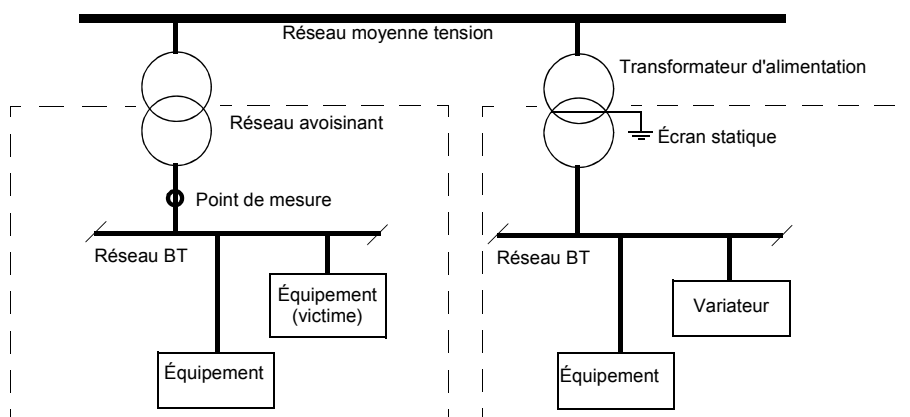 Réseau moyenne tension
Transformateur d'alimentation
Réseau avoisinant
Écran statique
Point de mesure
Réseau BT
Équipement
(victime)
Équipement
Réseau BT
Variateur
Équipement